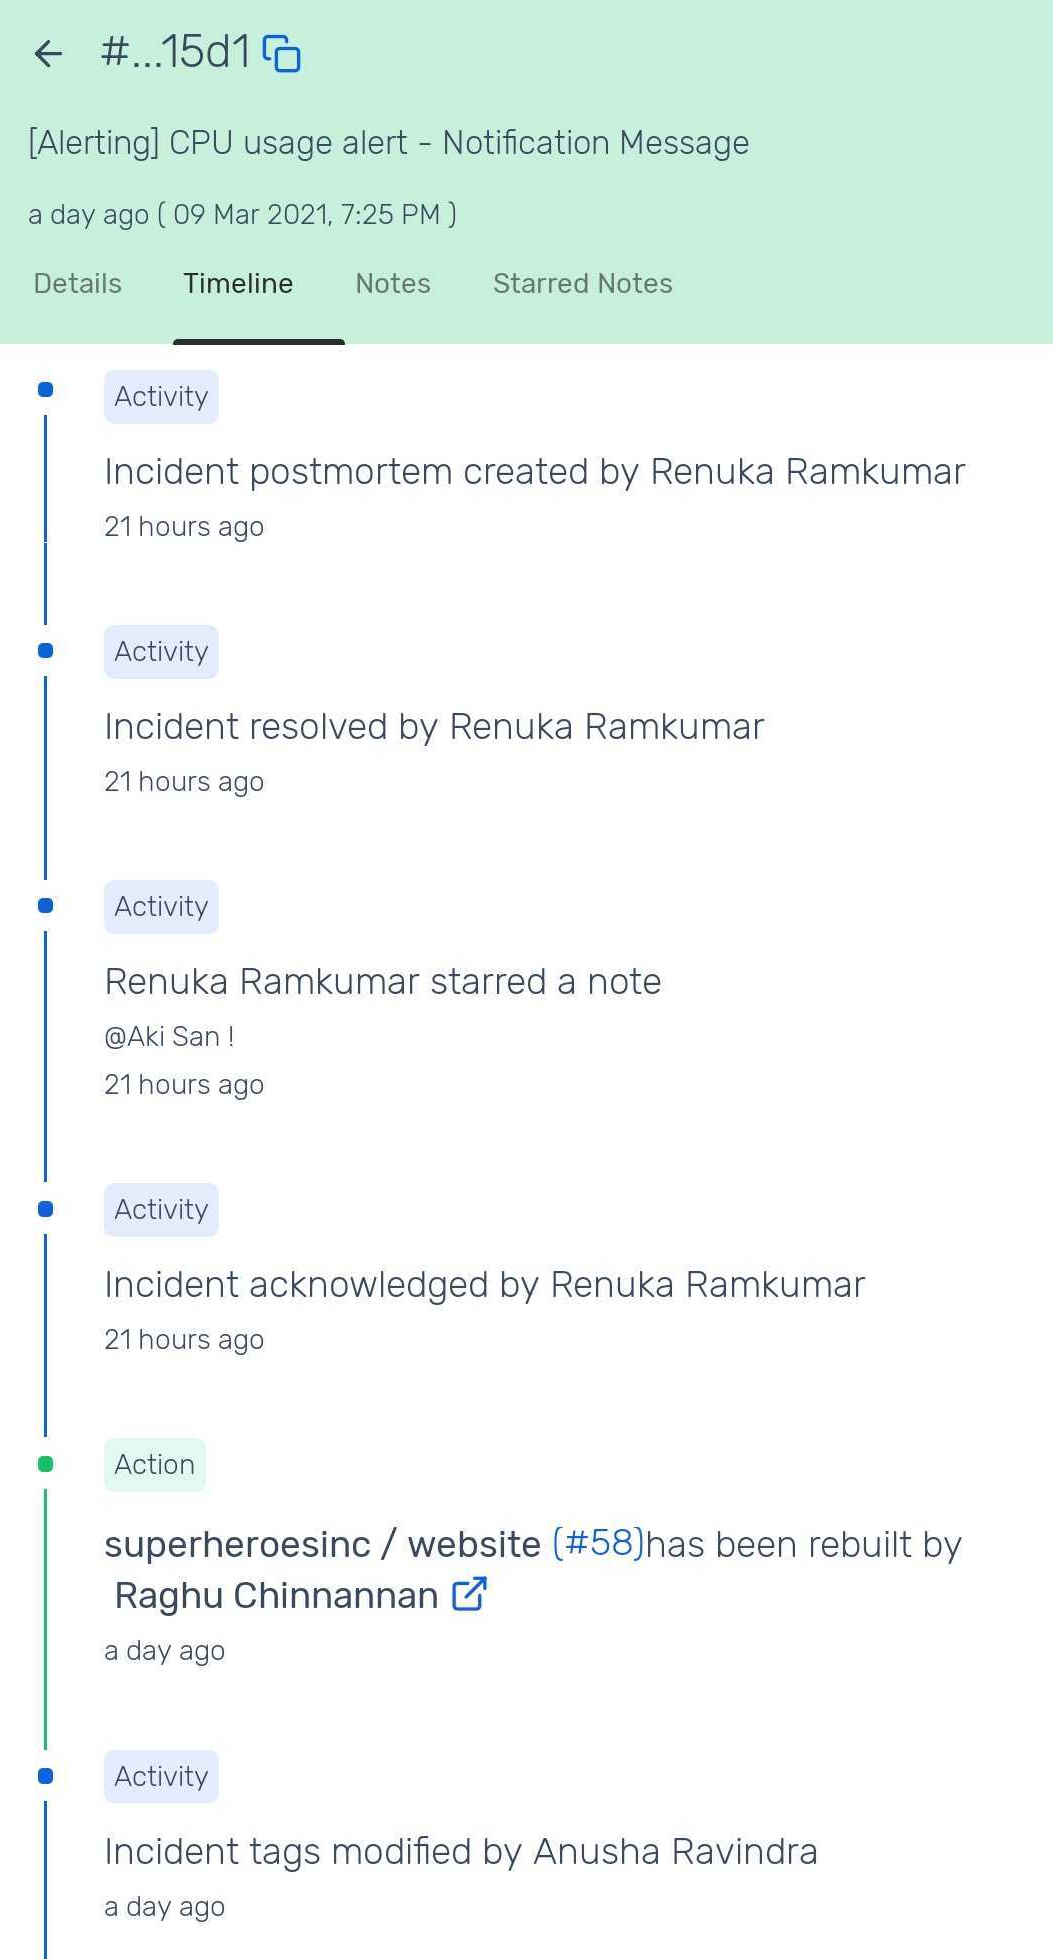 #...15d1
[Alerting] CPU usage alert - Notification Message
a day ago ( 09 Mar 2021, 7:25 PM )
Details Timeline Notes Starred Notes
Activity
Incident postmortem created by Renuka Ramkumar
21 hours ago
Activity
Incident resolved by Renuka Ramkumar
21 hours ago
Activity
Renuka Ramkumar starred a note
@Aki San !
21 hours ago
Activity
Incident acknowledged by Renuka Ramkumar
21 hours ago
Action
superheroesinc / website (#58)has been rebuilt by
Raghu Chinnannan
a day ago
Activity
Incident tags modified by Anusha Ravindra
a day ago